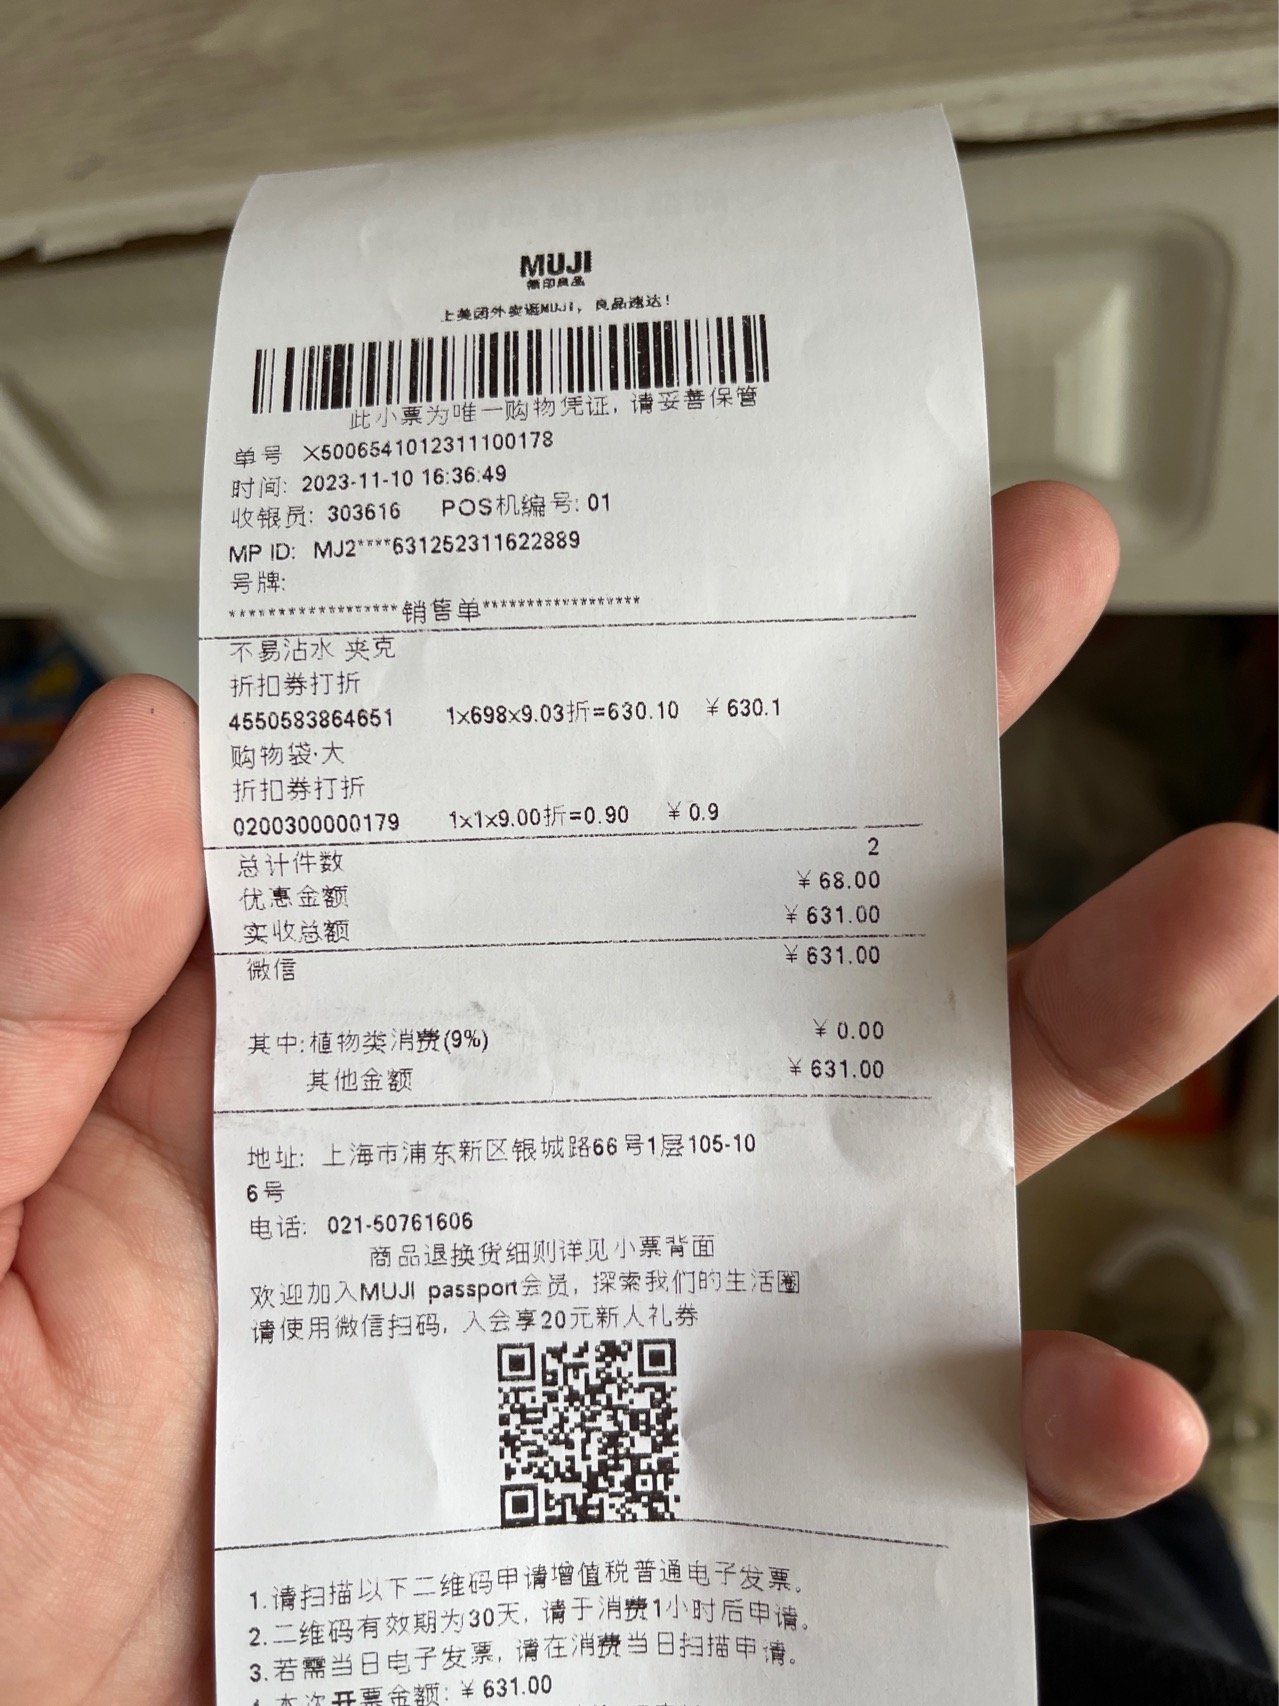 MUJI
無印良品
上美团外卖逛MUJI，良品速达！
此小票为唯一购物凭证，请妥善保管
单号 X5006541012311100178
时间: 2023-11-10 16:36:49
收银员: 303616 POS机编号: 01
MP ID: MJ2****631252311622889
号牌:
******************销售单*****************
不易沾水 夹克
折扣券打折
4550583864651 1x698x9.03折=630.10 ￥630.1
购物袋·大
折扣券打折
0200300000179 1x1x9.00折=0.90 ￥0.9
总计件数 2
优惠金额 ￥68.00
实收总额 ￥631.00
微信 ￥631.00
其中:植物类消费(9%) ￥0.00
其他金额 ￥631.00
地址: 上海市浦东新区银城路66号1层105-10
6号
电话: 021-50761606
商品退换货细则详见小票背面
欢迎加入MUJI passport会员，探索我们的生活圈
请使用微信扫码，入会享20元新人礼券
1.请扫描以下二维码申请增值税普通电子发票。
2.二维码有效期为30天，请于消费1小时后申请。
3.若需当日电子发票，请在消费当日扫描申请。
4.本次开票金额: ￥631.00